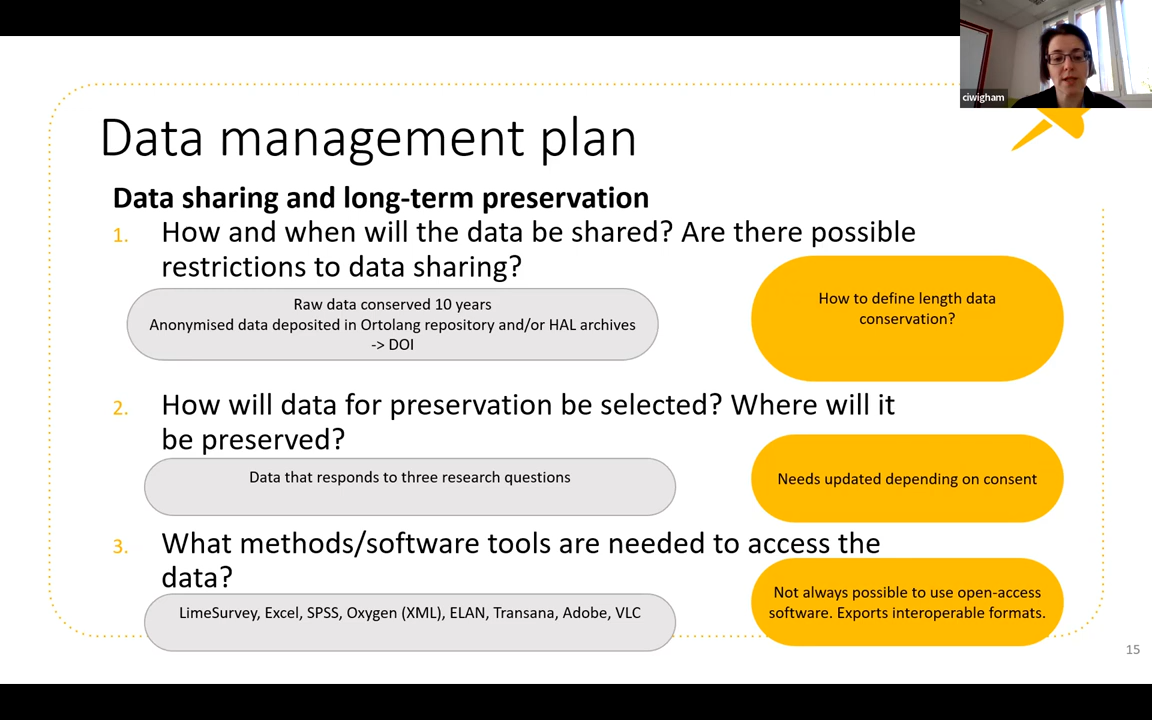 ciwigham
Data management plan
Data sharing and long-term preservation
1. How and when will the data be shared? Are there possible
restrictions to data sharing?
Raw data conserved 10 years
Anonymised data deposited in Ortolang repository and/or HAL archives
-> DOI
How to define length data
conservation?
2. How will data for preservation be selected? Where will it
be preserved?
Data that responds to three research questions
Needs updated depending on consent
3. What methods/software tools are needed to access the
data?
LimeSurvey, Excel, SPSS, Oxygen (XML), ELAN, Transana, Adobe, VLC
Not always possible to use open-access
software. Exports interoperable formats.
15